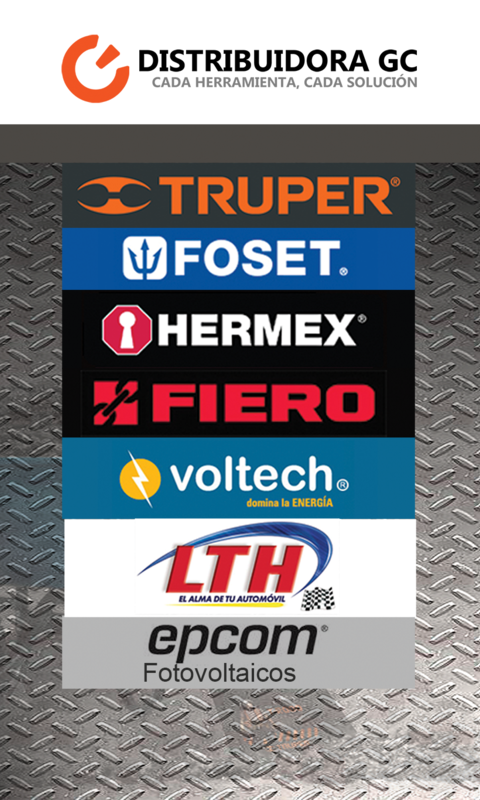 DISTRIBUIDORA GC
CADA HERRAMIENTA, CADA SOLUCIÓN
TRUPER®
FOSET®
HERMEX®
FIERO
voltech®
domina la ENERGÍA
LTH
EL ALMA DE TU AUTOMÓVIL
epcom®
Fotovoltaicos